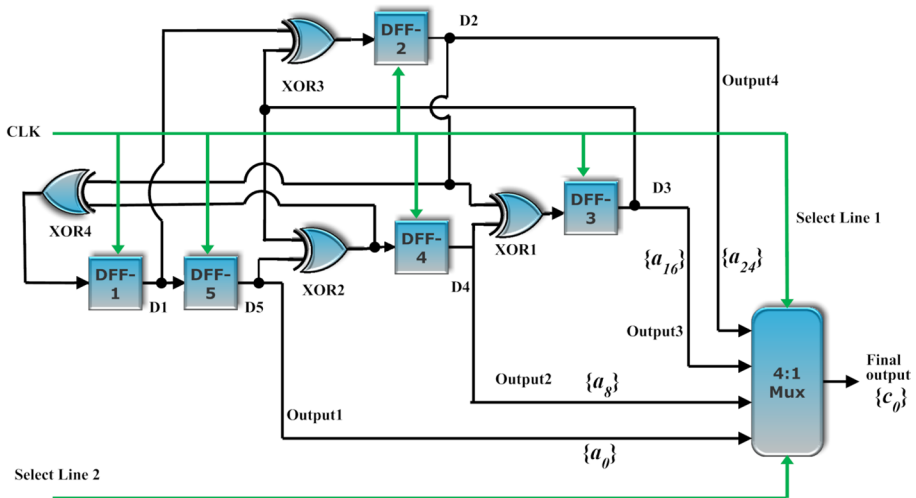 DFF-
2
D2
XOR3
Output4
CLK
DFF-
3
D3
XOR4
XOR1
Select Line 1
DFF-
4
XOR2
{a16}
{a24}
DFF-
1
DFF-
5
D1
D5
D4
Output3
4:1
Mux
Final
output
{c0}
Output2
{a8}
Output1
{a0}
Select Line 2